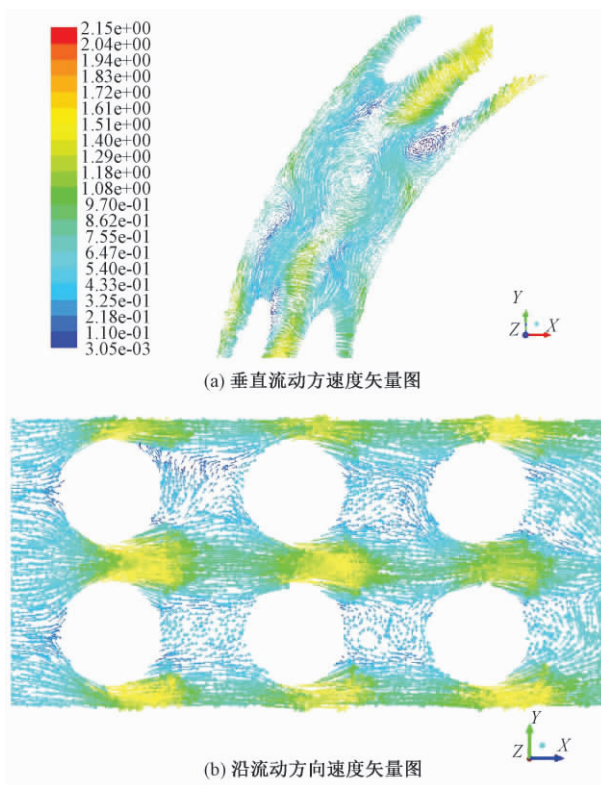 2.15e+00
2.04e+00
1.94e+00
1.83e+00
1.72e+00
1.61e+00
1.51e+00
1.40e+00
1.29e+00
1.18e+00
1.08e+00
9.70e-01
8.62e-01
7.55e-01
6.47e-01
5.40e-01
4.33e-01
3.25e-01
2.18e-01
1.10e-01
3.05e-03
Y
Z X
(a) 垂直流动方速度矢量图
Y
Z X
(b) 沿流动方向速度矢量图